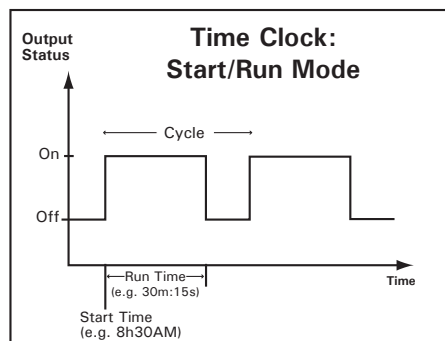 Time Clock:
Start/Run Mode
Output
Status
Cycle
On
Off
Run Time
(e.g. 30m:15s)
Time
Start Time
(e.g. 8h30AM)